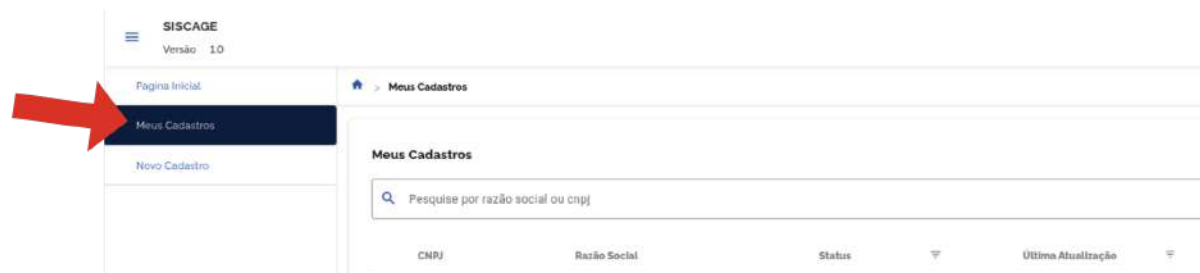 SISCAGE
Versão 1.0
Pagina Inicial
Meus Cadastros
Novo Cadastro
> Meus Cadastros
Meus Cadastros
Pesquise por razão social ou cnpj
CNPJ Razão Social Status Última Atualização